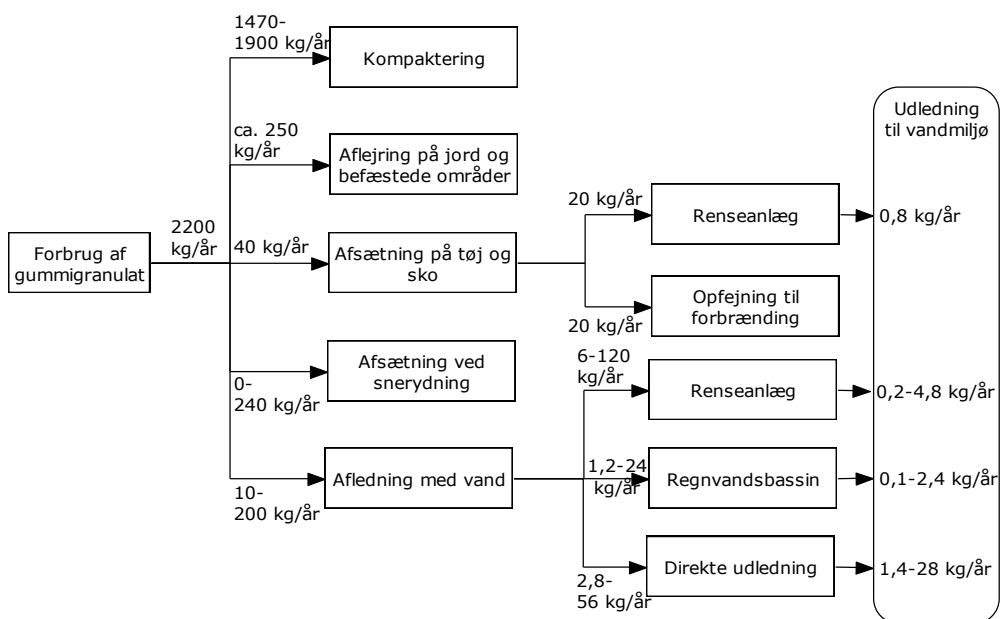 Forbrug af
gummigranulat
2200
kg/år
1470-
1900 kg/år
Kompaktering
ca. 250
kg/år
Aflejring på jord og
befæstede områder
40 kg/år
Afsætning på tøj og
sko
20 kg/år
Renseanlæg
0,8 kg/år
20 kg/år
Opfejning til
forbrænding
0-
240 kg/år
Afsætning ved
snerydning
10-
200 kg/år
Afledning med vand
6-120
kg/år
Renseanlæg
0,2-4,8 kg/år
1,2-24
kg/år
Regnvandsbassin
0,1-2,4 kg/år
2,8-
56 kg/år
Direkte udledning
1,4-28 kg/år
Udledning
til vandmiljø